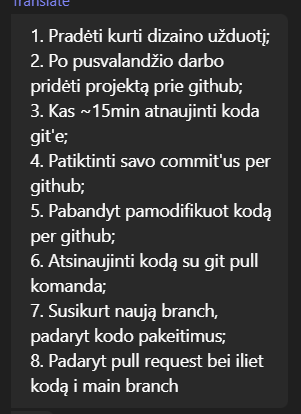 Translate
1. Pradėti kurti dizaino užduotį;
2. Po pusvalandžio darbo
pridėti projektą prie github;
3. Kas ~15min atnaujinti koda
git'e;
4. Patiktinti savo commit'us per
github;
5. Pabandyt pamodifikuot kodą
per github;
6. Atsinaujinti kodą su git pull
komanda;
7. Susikurt naują branch,
padaryt kodo pakeitimus;
8. Padaryt pull request bei iliet
kodą i main branch